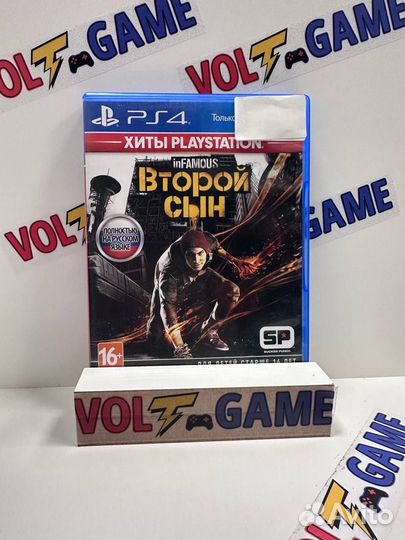 VOLT GAME
VOLT GAME
PS4 Только
ХИТЫ PLAYSTATION
inFAMOUS
Второй
сын
ПОЛНОСТЬЮ
НА РУССКОМ
ЯЗЫКЕ
SP
SUCKER PUNCH
16+
ДЛЯ ДЕТЕЙ СТАРШЕ 16 ЛЕТ
VOLT GAME
VOLT GAME
VOLT GAME
Avito